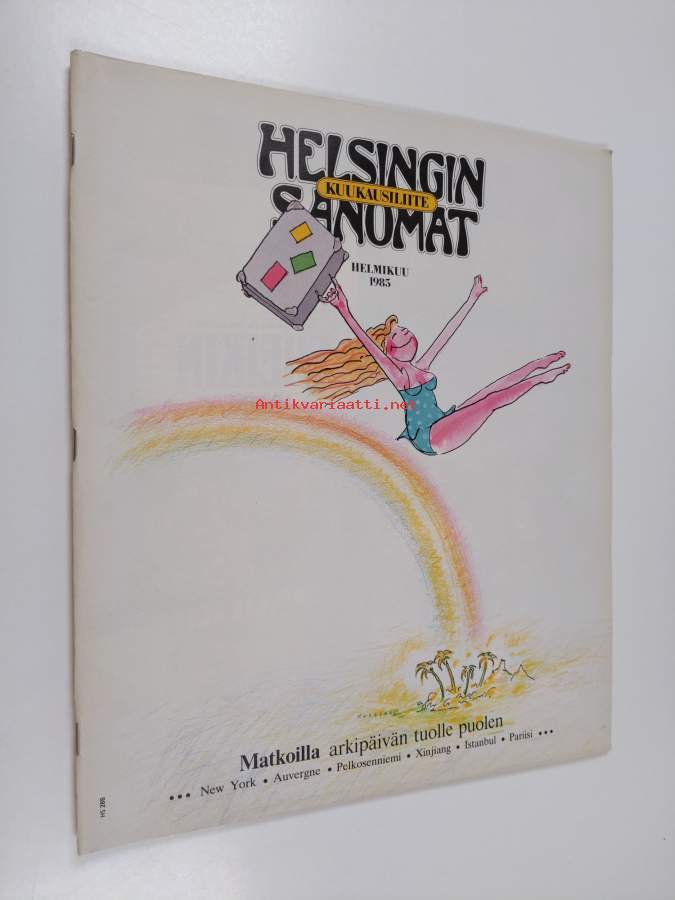 HELSINGIN
KUUKAUSILIITE
SANOMAT
HELMIKUU
1985
Antikvariaatti.net
Matkoilla arkipäivän tuolle puolen
••• New York • Auvergne • Pelkosenniemi • Xinjiang • Istanbul • Pariisi •••